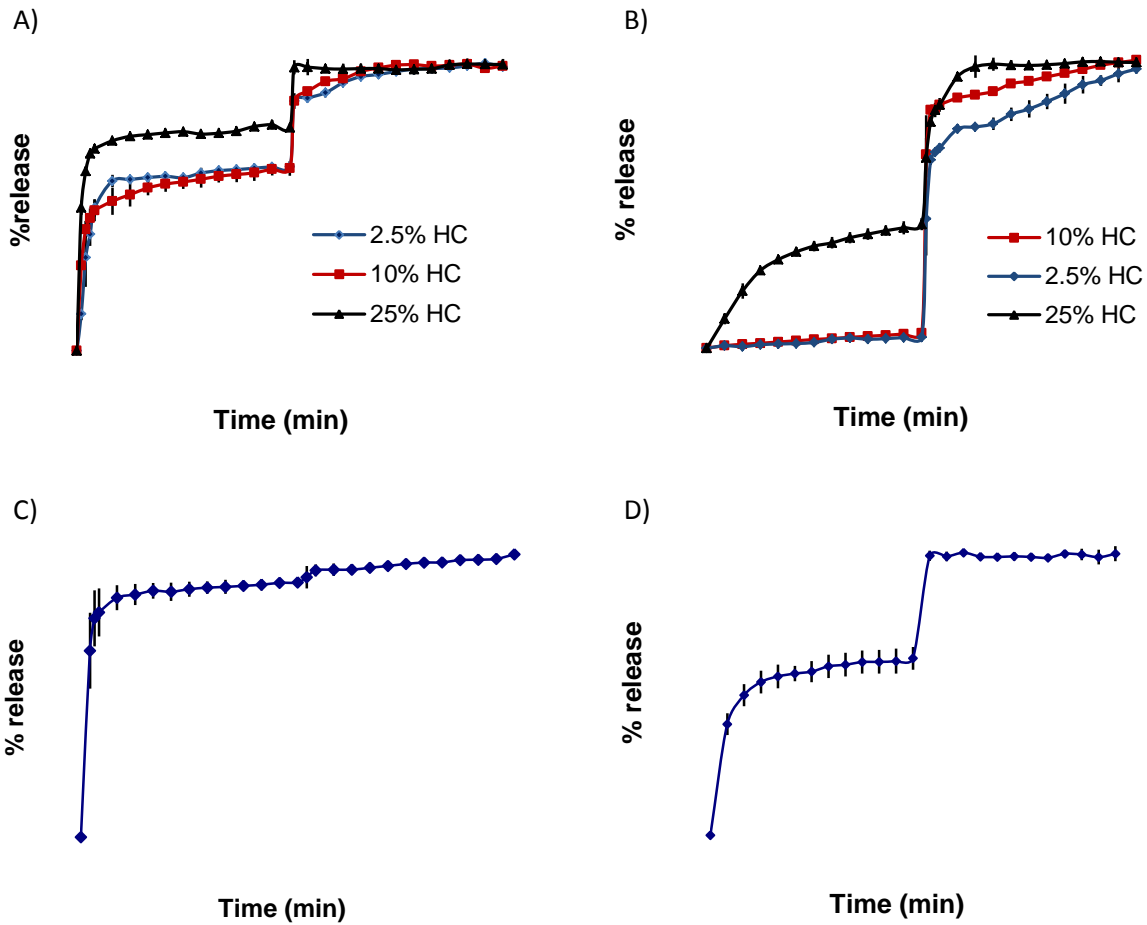 A)
%release
2.5% HC
10% HC
25% HC
Time (min)
B)
% release
10% HC
2.5% HC
25% HC
Time (min)
C)
% release
Time (min)
D)
% release
Time (min)